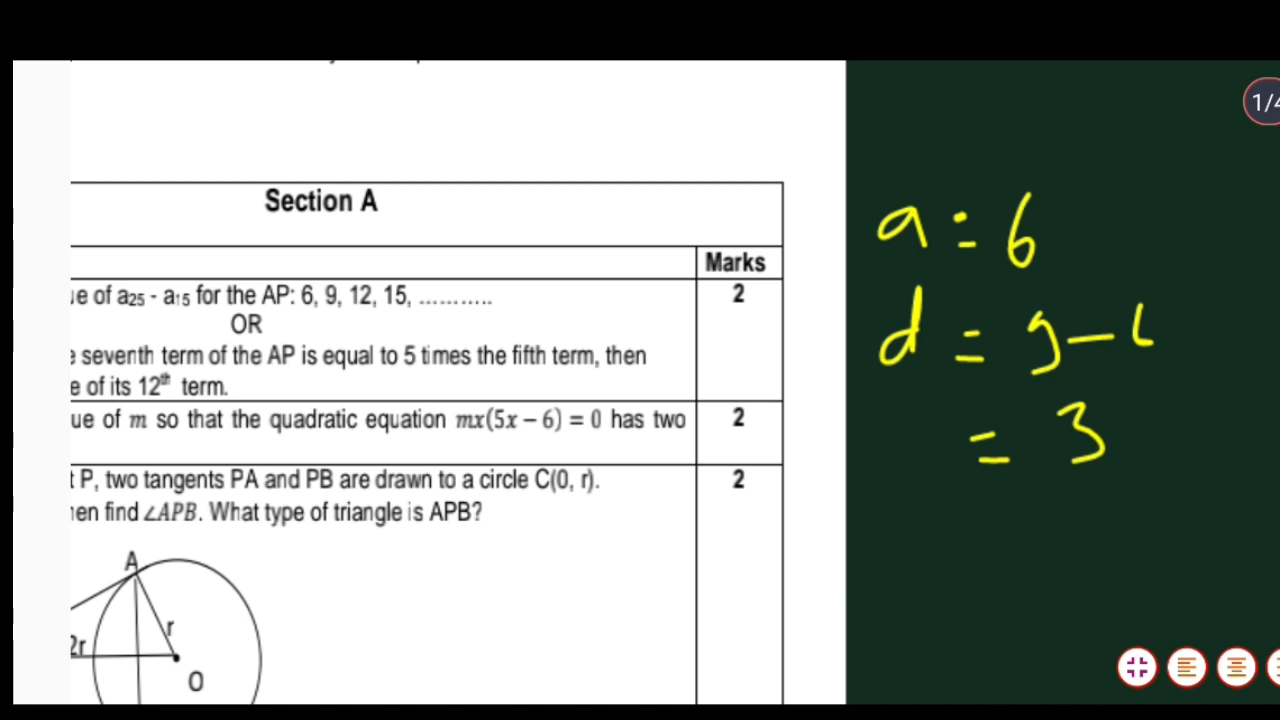 Section A
Marks
ue of a25 - a15 for the AP: 6, 9, 12, 15, ...........
2
OR
e seventh term of the AP is equal to 5 times the fifth term, then
e of its 12th term.
ue of m so that the quadratic equation mx(5x – 6) = 0 has two
2
t P, two tangents PA and PB are drawn to a circle C(0, r).
2
en find ∠APB. What type of triangle is APB?
A
r
2r
O
1/4
a = 6
d = 9 –
= 3